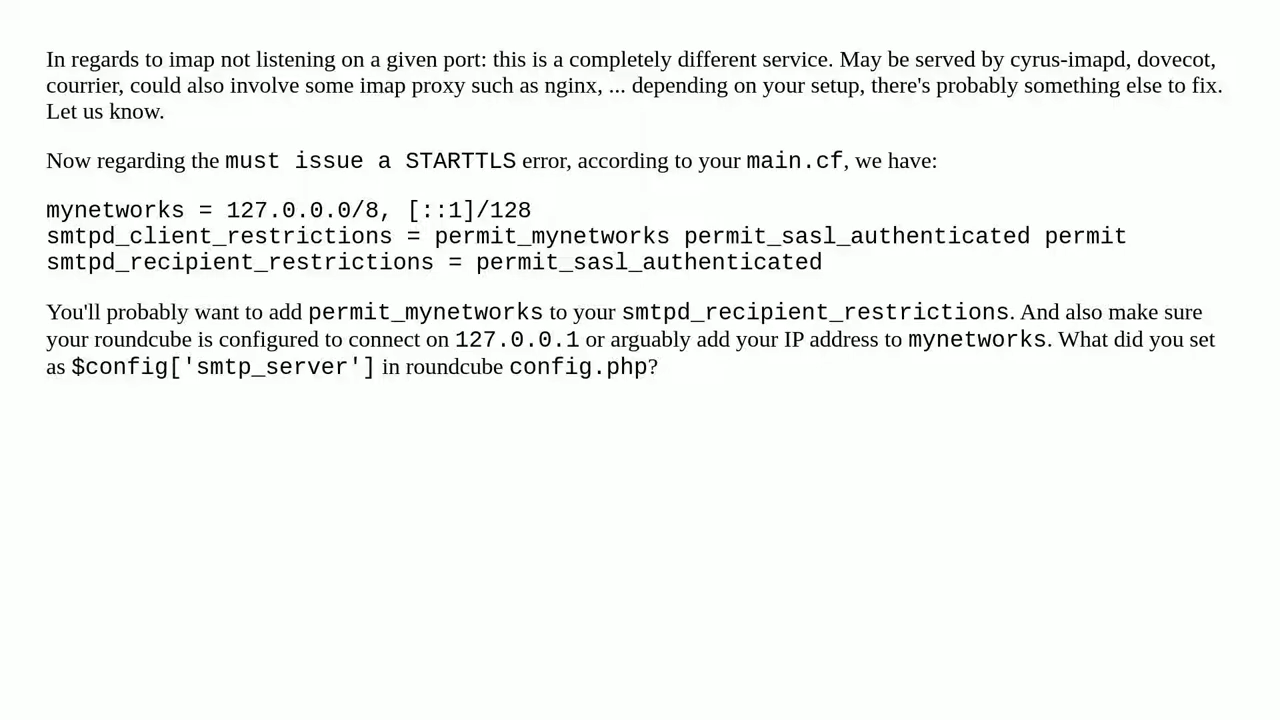 In regards to imap not listening on a given port: this is a completely different service. May be served by cyrus-imapd, dovecot,
courrier, could also involve some imap proxy such as nginx, ... depending on your setup, there's probably something else to fix.
Let us know.
Now regarding the must issue a STARTTLS error, according to your main.cf, we have:
mynetworks = 127.0.0.0/8, [::1]/128
smtpd_client_restrictions = permit_mynetworks permit_sasl_authenticated permit
smtpd_recipient_restrictions = permit_sasl_authenticated
You'll probably want to add permit_mynetworks to your smtpd_recipient_restrictions. And also make sure
your roundcube is configured to connect on 127.0.0.1 or arguably add your IP address to mynetworks. What did you set
as $config['smtp_server'] in roundcube config.php?